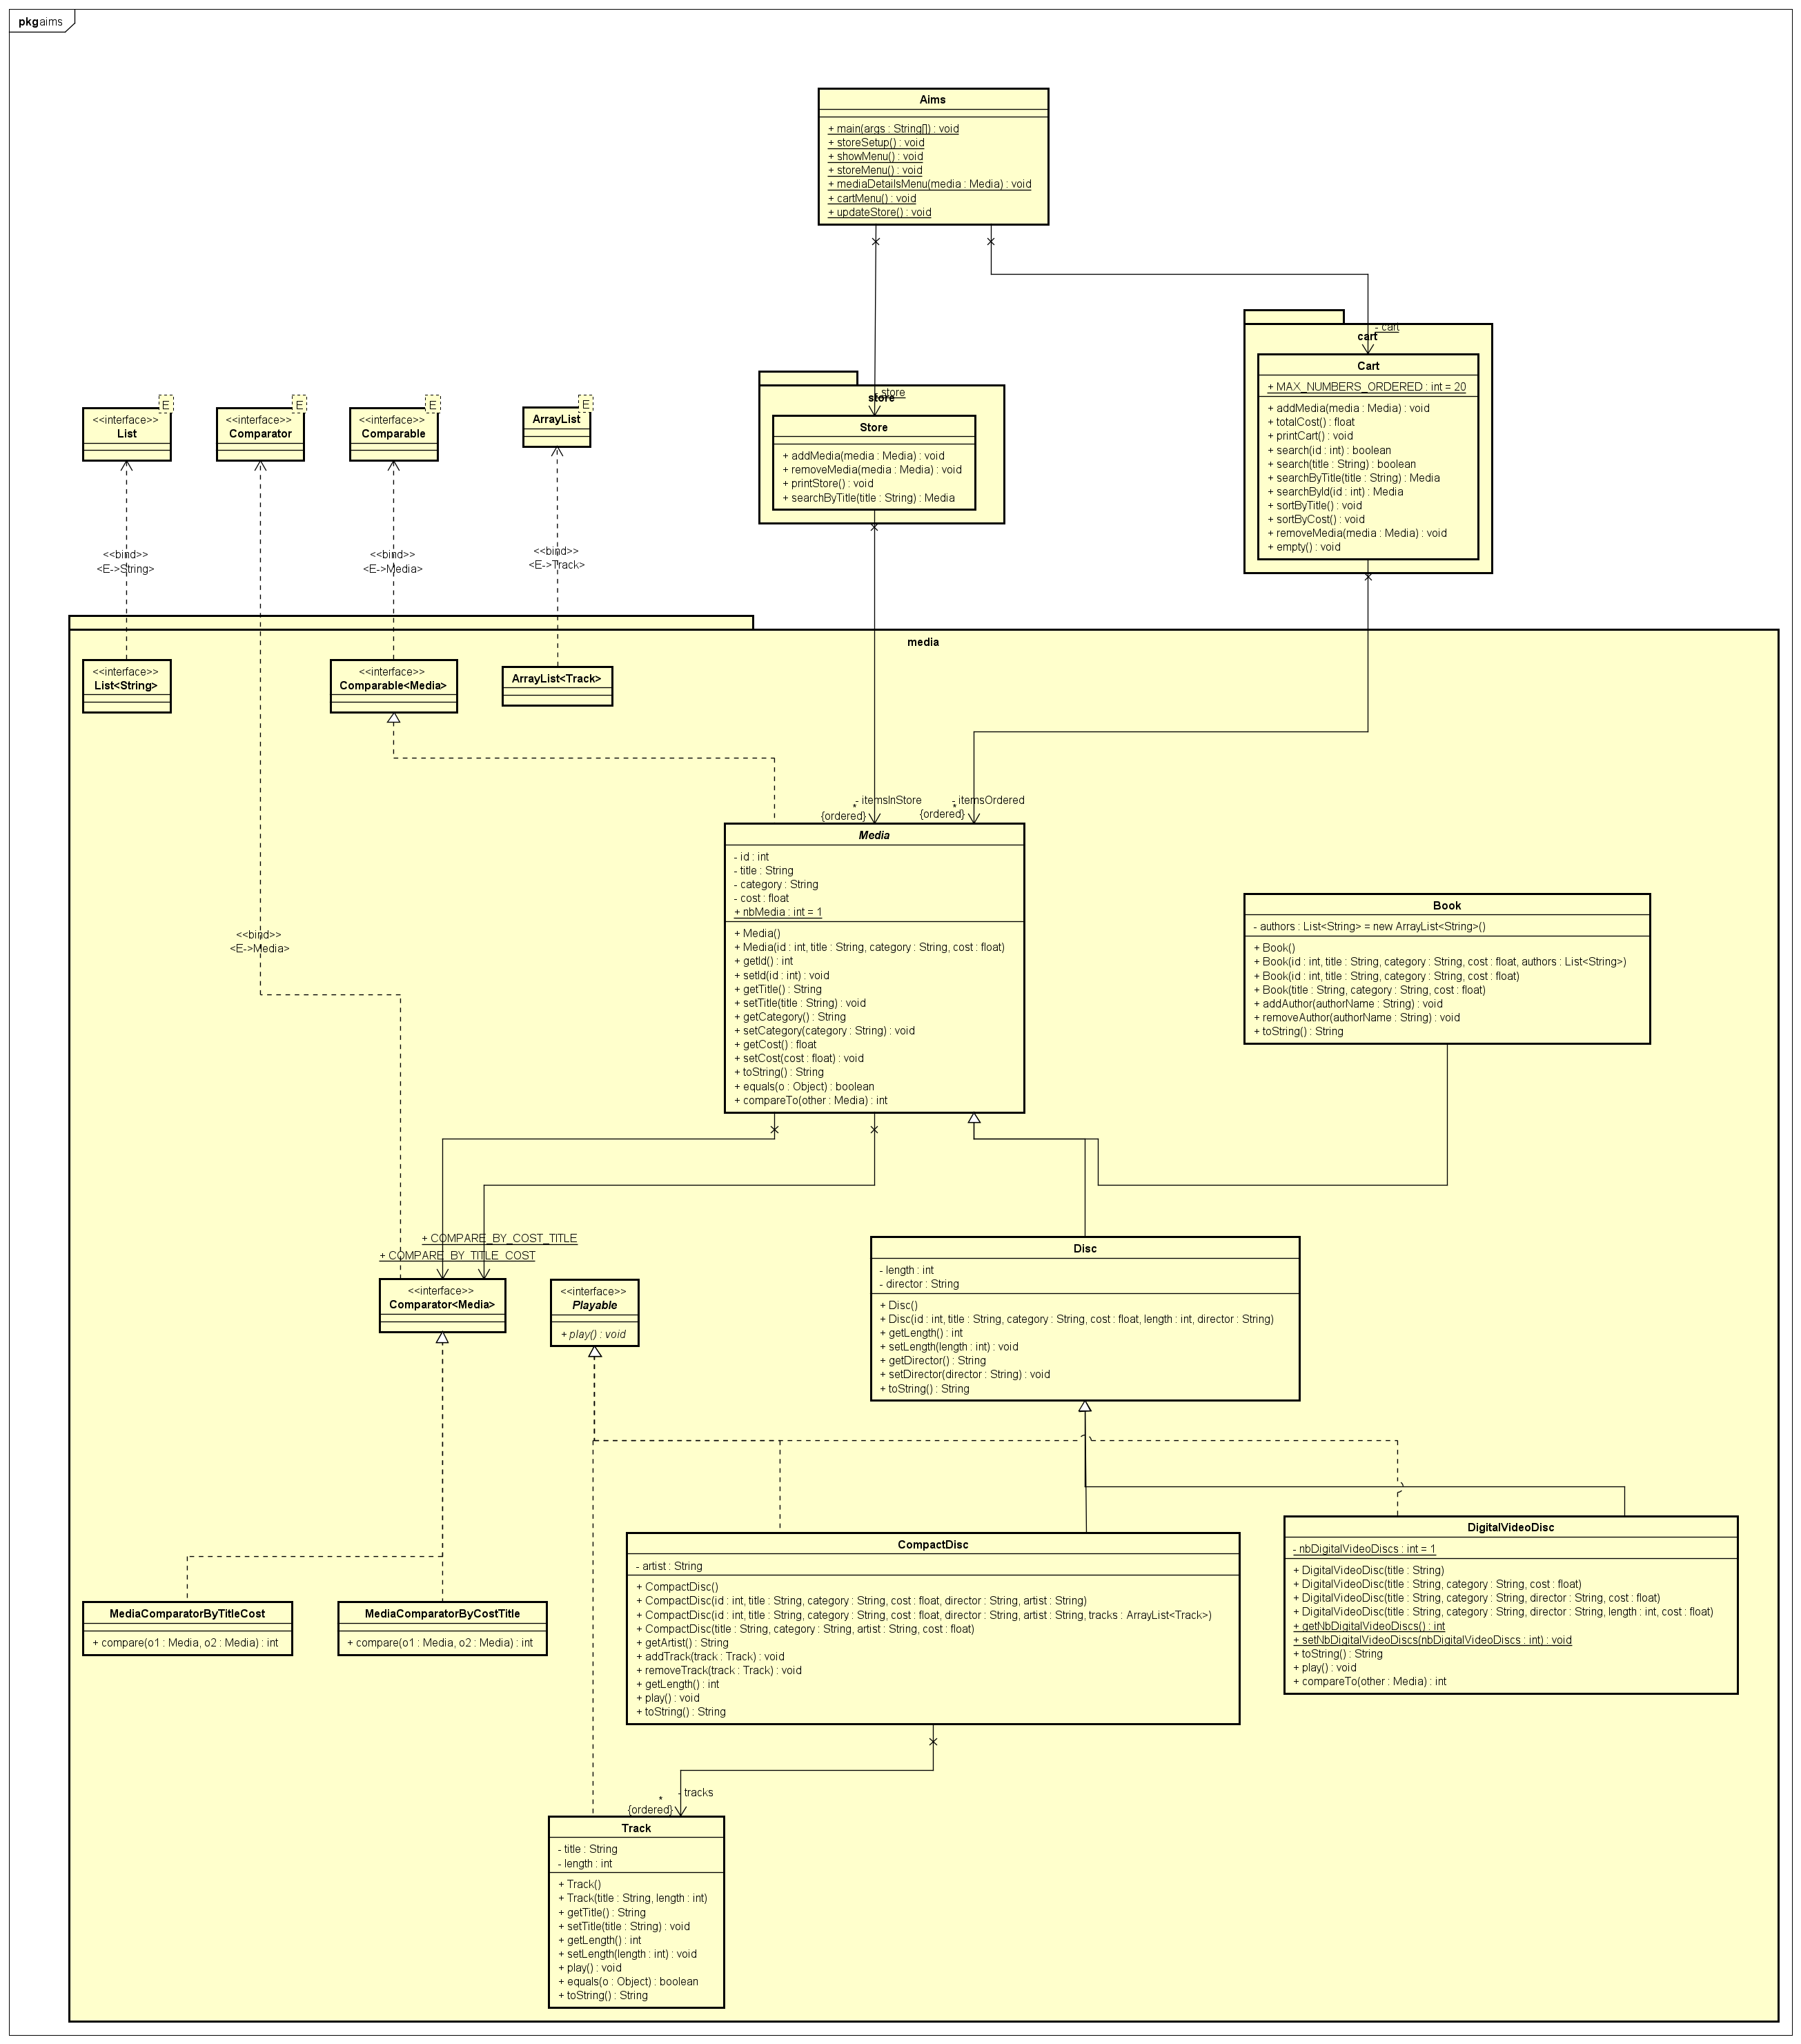 pkg aims
Aims
+ main(args : String[]) : void
+ storeSetup() : void
+ showMenu() : void
+ storeMenu() : void
+ mediaDetailsMenu(media : Media) : void
+ cartMenu() : void
+ updateStore() : void
- cart
cart
Cart
+ MAX_NUMBERS_ORDERED : int = 20
+ addMedia(media : Media) : void
+ totalCost() : float
+ printCart() : void
+ search(id : int) : boolean
+ search(title : String) : boolean
+ searchByTitle(title : String) : Media
+ searchById(id : int) : Media
+ sortByTitle() : void
+ sortByCost() : void
+ removeMedia(media : Media) : void
+ empty() : void
- store
store
Store
+ addMedia(media : Media) : void
+ removeMedia(media : Media) : void
+ printStore() : void
+ searchByTitle(title : String) : Media
E
<<interface>>
List
E
<<interface>>
Comparator
E
<<interface>>
Comparable
E
ArrayList
<<bind>>
<E->String>
<<bind>>
<E->Media>
<<bind>>
<E->Track>
media
<<interface>>
List<String>
<<interface>>
Comparable<Media>
ArrayList<Track>
- itemsInStore
*
{ordered}
- itemsOrdered
*
{ordered}
Media
- id : int
- title : String
- category : String
- cost : float
+ nbMedia : int = 1
+ Media()
+ Media(id : int, title : String, category : String, cost : float)
+ getId() : int
+ setId(id : int) : void
+ getTitle() : String
+ setTitle(title : String) : void
+ getCategory() : String
+ setCategory(category : String) : void
+ getCost() : float
+ setCost(cost : float) : void
+ toString() : String
+ equals(o : Object) : boolean
+ compareTo(other : Media) : int
Book
- authors : List<String> = new ArrayList<String>()
+ Book()
+ Book(id : int, title : String, category : String, cost : float, authors : List<String>)
+ Book(id : int, title : String, category : String, cost : float)
+ Book(title : String, category : String, cost : float)
+ addAuthor(authorName : String) : void
+ removeAuthor(authorName : String) : void
+ toString() : String
<<bind>>
<E->Media>
+ COMPARE_BY_COST_TITLE
+ COMPARE_BY_TITLE_COST
<<interface>>
Comparator<Media>
<<interface>>
Playable
+ play() : void
Disc
- length : int
- director : String
+ Disc()
+ Disc(id : int, title : String, category : String, cost : float, length : int, director : String)
+ getLength() : int
+ setLength(length : int) : void
+ getDirector() : String
+ setDirector(director : String) : void
+ toString() : String
MediaComparatorByTitleCost
+ compare(o1 : Media, o2 : Media) : int
MediaComparatorByCostTitle
+ compare(o1 : Media, o2 : Media) : int
CompactDisc
- artist : String
+ CompactDisc()
+ CompactDisc(id : int, title : String, category : String, cost : float, director : String, artist : String)
+ CompactDisc(id : int, title : String, category : String, cost : float, director : String, artist : String, tracks : ArrayList<Track>)
+ CompactDisc(title : String, category : String, artist : String, cost : float)
+ getArtist() : String
+ addTrack(track : Track) : void
+ removeTrack(track : Track) : void
+ getLength() : int
+ play() : void
+ toString() : String
DigitalVideoDisc
- nbDigitalVideoDiscs : int = 1
+ DigitalVideoDisc(title : String)
+ DigitalVideoDisc(title : String, category : String, cost : float)
+ DigitalVideoDisc(title : String, category : String, director : String, cost : float)
+ DigitalVideoDisc(title : String, category : String, director : String, length : int, cost : float)
+ getNbDigitalVideoDiscs() : int
+ setNbDigitalVideoDiscs(nbDigitalVideoDiscs : int) : void
+ toString() : String
+ play() : void
+ compareTo(other : Media) : int
- tracks
*
{ordered}
Track
- title : String
- length : int
+ Track()
+ Track(title : String, length : int)
+ getTitle() : String
+ setTitle(title : String) : void
+ getLength() : int
+ setLength(length : int) : void
+ play() : void
+ equals(o : Object) : boolean
+ toString() : String